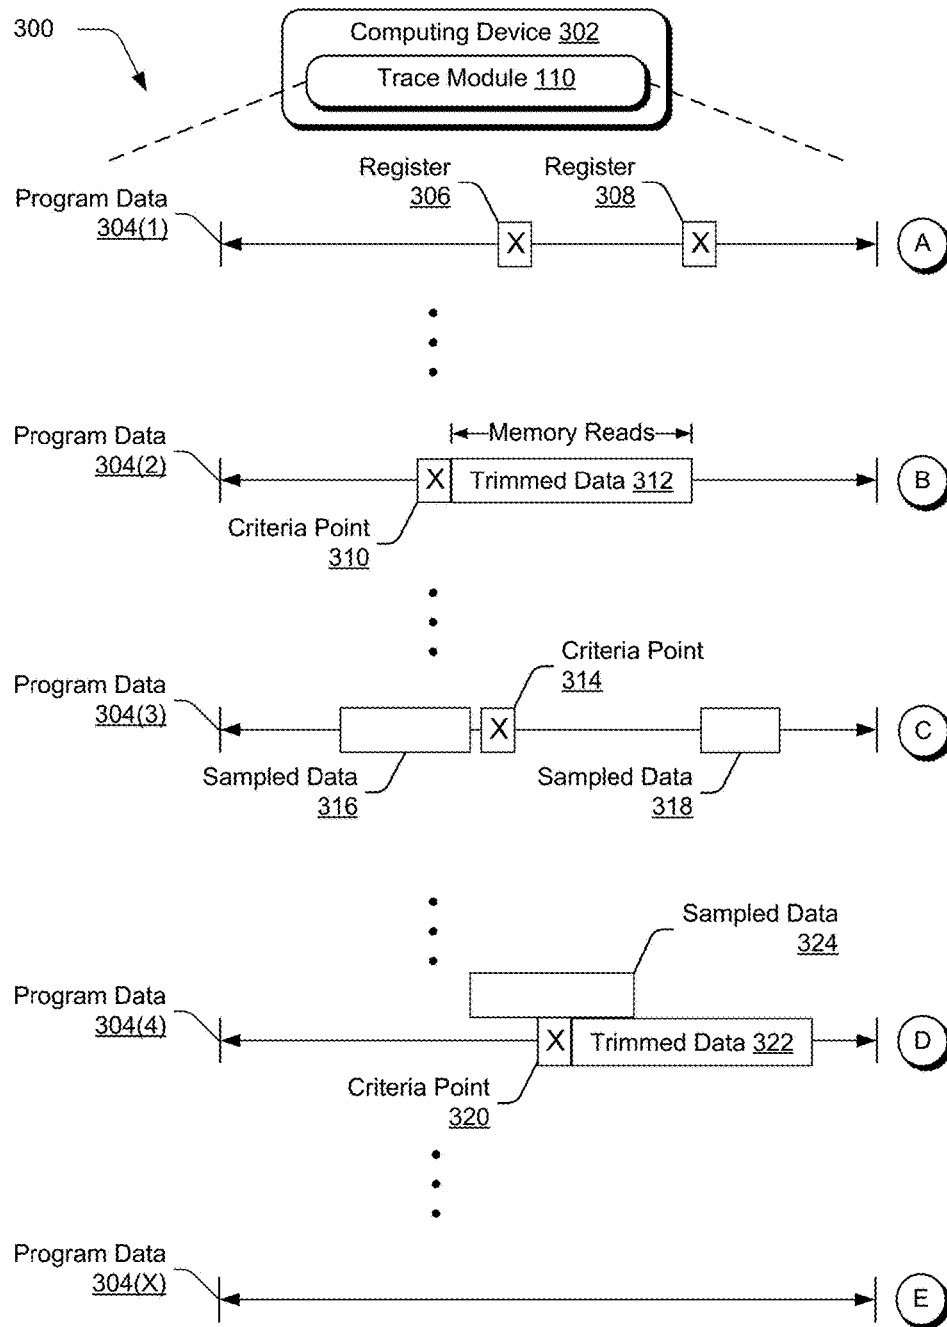 300
Computing Device 302
Trace Module 110
Register
306
Register
308
Program Data
304(1)
X
X
A
Program Data
304(2)
Memory Reads
X
Trimmed Data 312
B
Criteria Point
310
Program Data
304(3)
Criteria Point
314
X
C
Sampled Data
316
Sampled Data
318
Sampled Data
324
Program Data
304(4)
X
Trimmed Data 322
D
Criteria Point
320
Program Data
304(X)
E